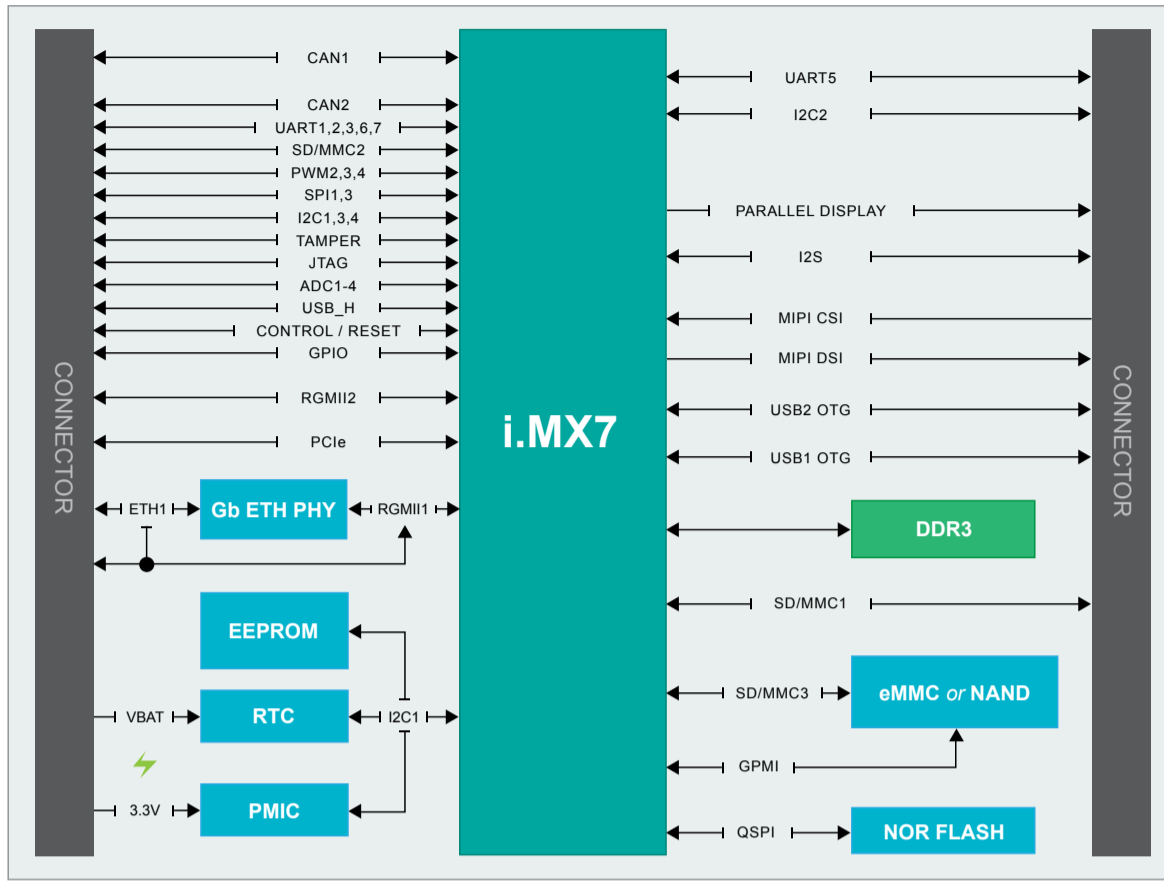 CONNECTOR
CAN1
CAN2
UART1,2,3,6,7
SD/MMC2
PWM2,3,4
SPI1,3
I2C1,3,4
TAMPER
JTAG
ADC1-4
USB_H
CONTROL / RESET
GPIO
RGMII2
PCIe
ETH1
Gb ETH PHY
RGMII1
EEPROM
VBAT
RTC
I2C1
3.3V
PMIC
i.MX7
UART5
I2C2
PARALLEL DISPLAY
I2S
MIPI CSI
MIPI DSI
USB2 OTG
USB1 OTG
DDR3
SD/MMC1
SD/MMC3
eMMC or NAND
GPMI
QSPI
NOR FLASH
CONNECTOR